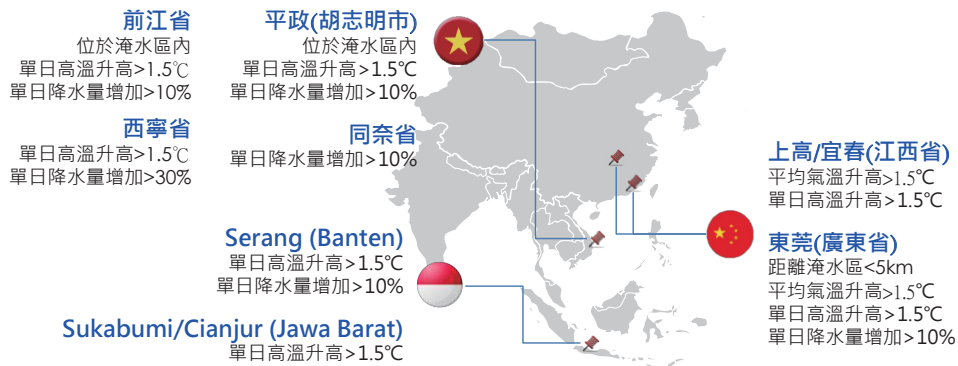 前江省
位於淹水區內
單日高溫升高>1.5℃
單日降水量增加>10%
西寧省
單日高溫升高>1.5℃
單日降水量增加>30%
平政(胡志明市)
位於淹水區內
單日高溫升高>1.5℃
單日降水量增加>10%
同奈省
單日降水量增加>10%
Serang (Banten)
單日高溫升高>1.5℃
單日降水量增加>10%
Sukabumi/Cianjur (Jawa Barat)
單日高溫升高>1.5℃
上高/宜春(江西省)
平均氣溫升高>1.5℃
單日高溫升高>1.5℃
東莞(廣東省)
距離淹水區<5km
平均氣溫升高>1.5℃
單日高溫升高>1.5℃
單日降水量增加>10%